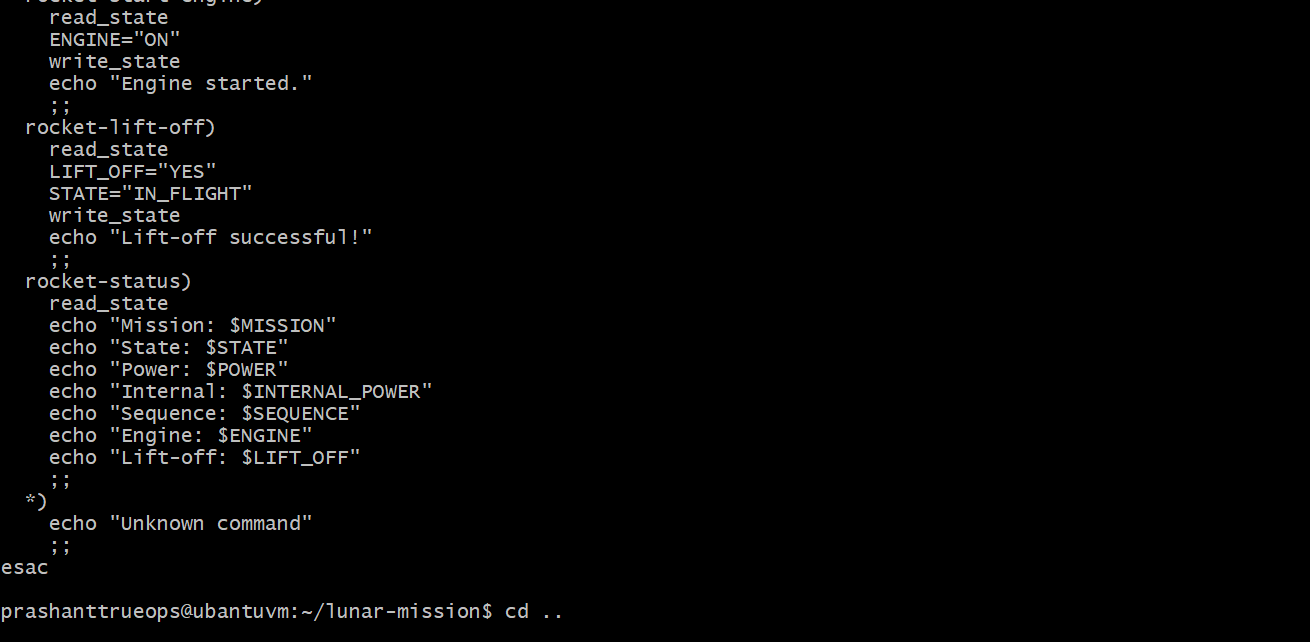 read_state
    ENGINE="ON"
    write_state
    echo "Engine started."
    ;;
  rocket-lift-off)
    read_state
    LIFT_OFF="YES"
    STATE="IN_FLIGHT"
    write_state
    echo "Lift-off successful!"
    ;;
  rocket-status)
    read_state
    echo "Mission: $MISSION"
    echo "State: $STATE"
    echo "Power: $POWER"
    echo "Internal: $INTERNAL_POWER"
    echo "Sequence: $SEQUENCE"
    echo "Engine: $ENGINE"
    echo "Lift-off: $LIFT_OFF"
    ;;
  *)
    echo "Unknown command"
    ;;
esac
prashanttrueops@ubantuvm:~/lunar-mission$ cd ..